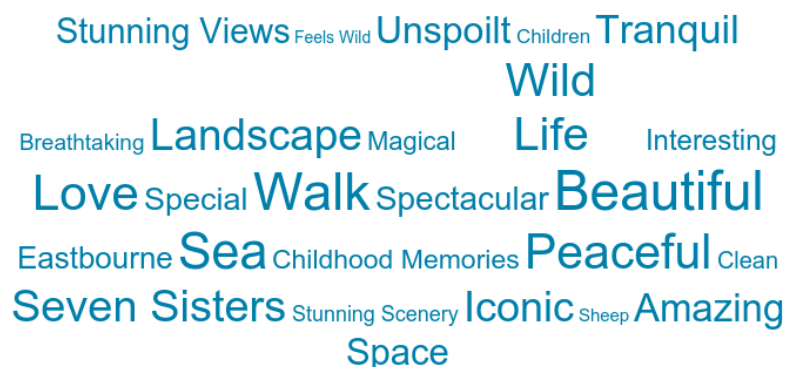 Stunning Views Feels Wild Unspoilt Children Tranquil
Wild
Breathtaking Landscape Magical Life Interesting
Love Special Walk Spectacular Beautiful
Eastbourne Sea Childhood Memories Peaceful Clean
Seven Sisters Stunning Scenery Iconic Sheep Amazing
Space